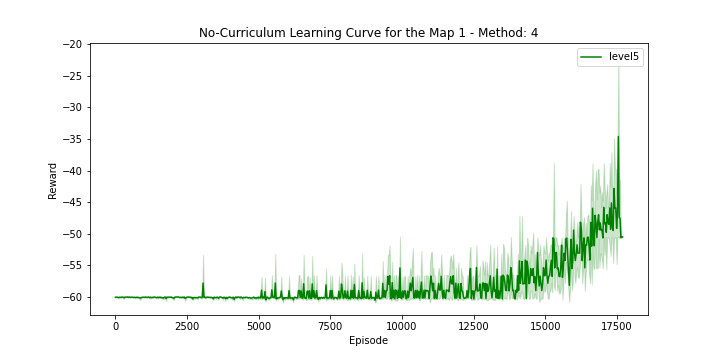 No-Curriculum Learning Curve for the Map 1 - Method: 4
level5
Reward
−20
−25
−30
−35
−40
−45
−50
−55
−60
0 2500 5000 7500 10000 12500 15000 17500
Episode